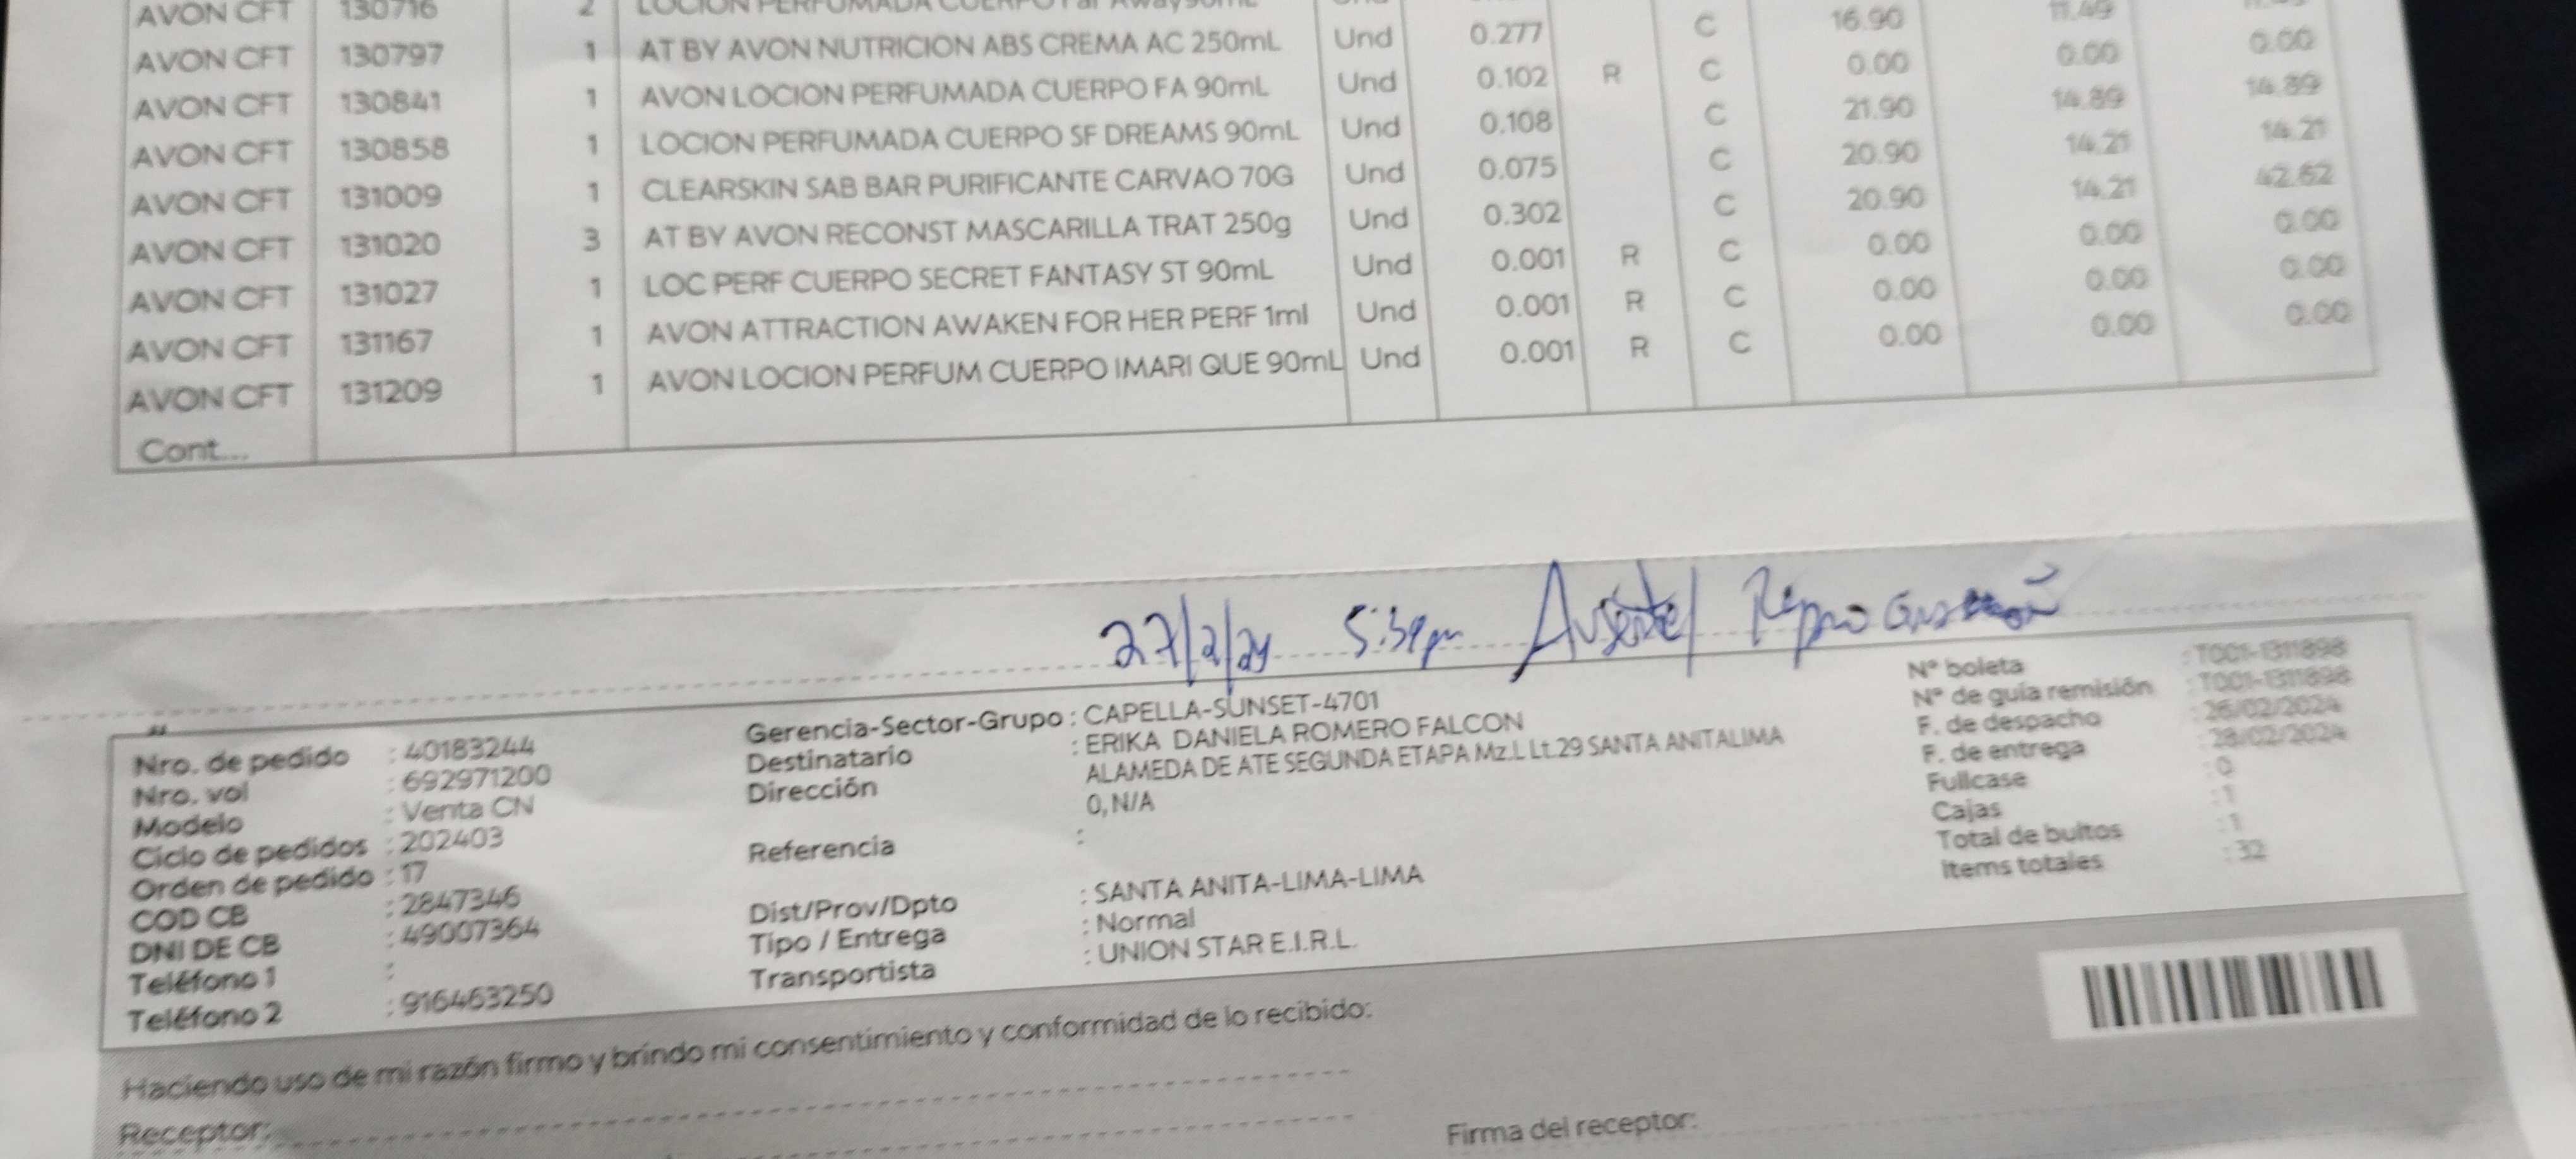 AVON CFT 130716 2 LOCION PERFUMADA CUERPO Far Away90mL
AVON CFT 130797 1 AT BY AVON NUTRICION ABS CREMA AC 250mL Und 0.277 C 16.90 11.49
AVON CFT 130841 1 AVON LOCION PERFUMADA CUERPO FA 90mL Und 0.102 R C 0.00 0.00 0.00
AVON CFT 130858 1 LOCION PERFUMADA CUERPO SF DREAMS 90mL Und 0.108 C 21.90 14.89 14.89
AVON CFT 131009 1 CLEARSKIN SAB BAR PURIFICANTE CARVAO 70G Und 0.075 C 20.90 14.21 14.21
AVON CFT 131020 3 AT BY AVON RECONST MASCARILLA TRAT 250g Und 0.302 C 20.90 14.21 42.62
AVON CFT 131027 1 LOC PERF CUERPO SECRET FANTASY ST 90mL Und 0.001 R C 0.00 0.00 0.00
AVON CFT 131167 1 AVON ATTRACTION AWAKEN FOR HER PERF 1ml Und 0.001 R C 0.00 0.00 0.00
AVON CFT 131209 1 AVON LOCION PERFUM CUERPO IMARI QUE 90mL Und 0.001 R C 0.00 0.00 0.00
Cont...
27/2/24 5:39pm
Nro. de pedido : 40183244
Nro. vol : 692971200
Modelo : Venta CN
Ciclo de pedidos : 202403
Orden de pedido : 17
COD CB : 2847346
DNI DE CB : 49007364
Teléfono 1 :
Teléfono 2 : 916463250
Gerencia-Sector-Grupo : CAPELLA-SUNSET-4701
Destinatario : ERIKA DANIELA ROMERO FALCON
Dirección ALAMEDA DE ATE SEGUNDA ETAPA Mz.L Lt.29 SANTA ANITALIMA
0, N/A
Referencia :
Dist/Prov/Dpto : SANTA ANITA-LIMA-LIMA
Tipo / Entrega : Normal
Transportista : UNION STAR E.I.R.L.
N° boleta : T001-1311898
N° de guía remisión : T001-1311898
F. de despacho : 26/02/2024
F. de entrega : 28/02/2024
Fullcase : 0
Cajas : 1
Total de bultos : 1
Items totales : 32
Haciendo uso de mi razón firmo y brindo mi consentimiento y conformidad de lo recibido:
Receptor:
Firma del receptor: